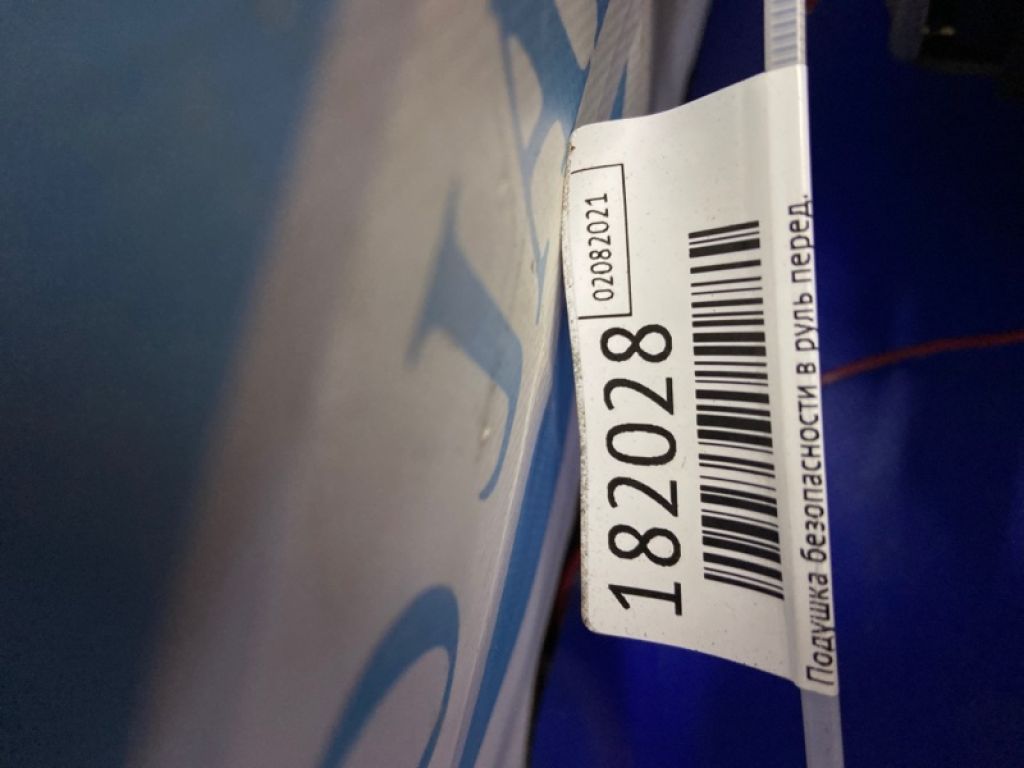 182028
02082021
Подушка безопасности в руль перед.